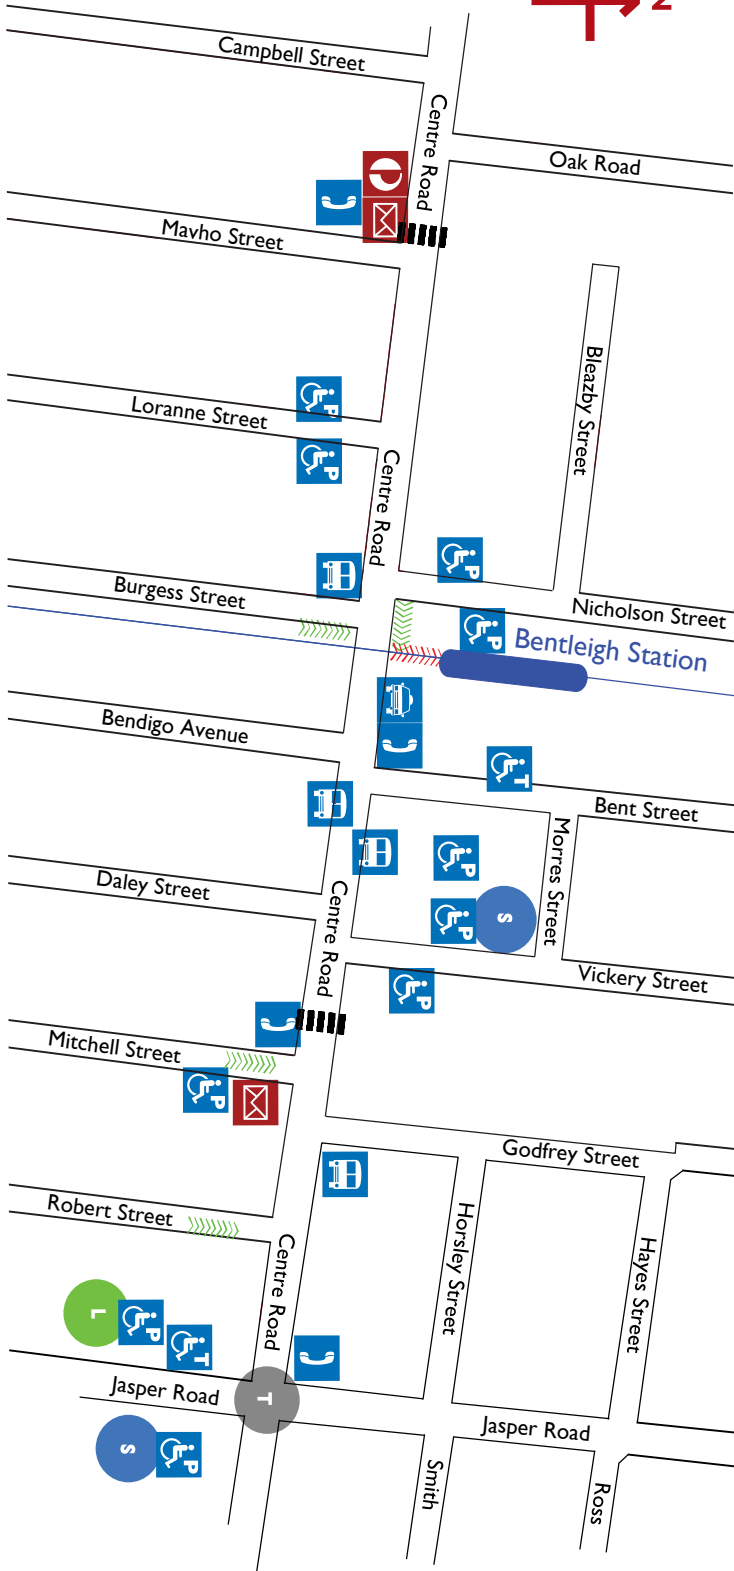 Z
Campbell Street
Centre Road
Oak Road
Mavho Street
Bleazby Street
Loranne Street
P
Centre Road
P
P
Burgess Street
Nicholson Street
P
Bentleigh Station
Bendigo Avenue
T
Bent Street
Morres Street
P
Daley Street
Centre Road
P
S
Vickery Street
P
Mitchell Street
P
Godfrey Street
Robert Street
Horsley Street
Centre Road
Hayes Street
L
P
T
Jasper Road
T
Jasper Road
S
P
Smith
Ross